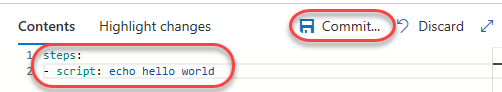 Contents Highlight changes Commit... Discard
1 steps:
2 - script: echo hello world